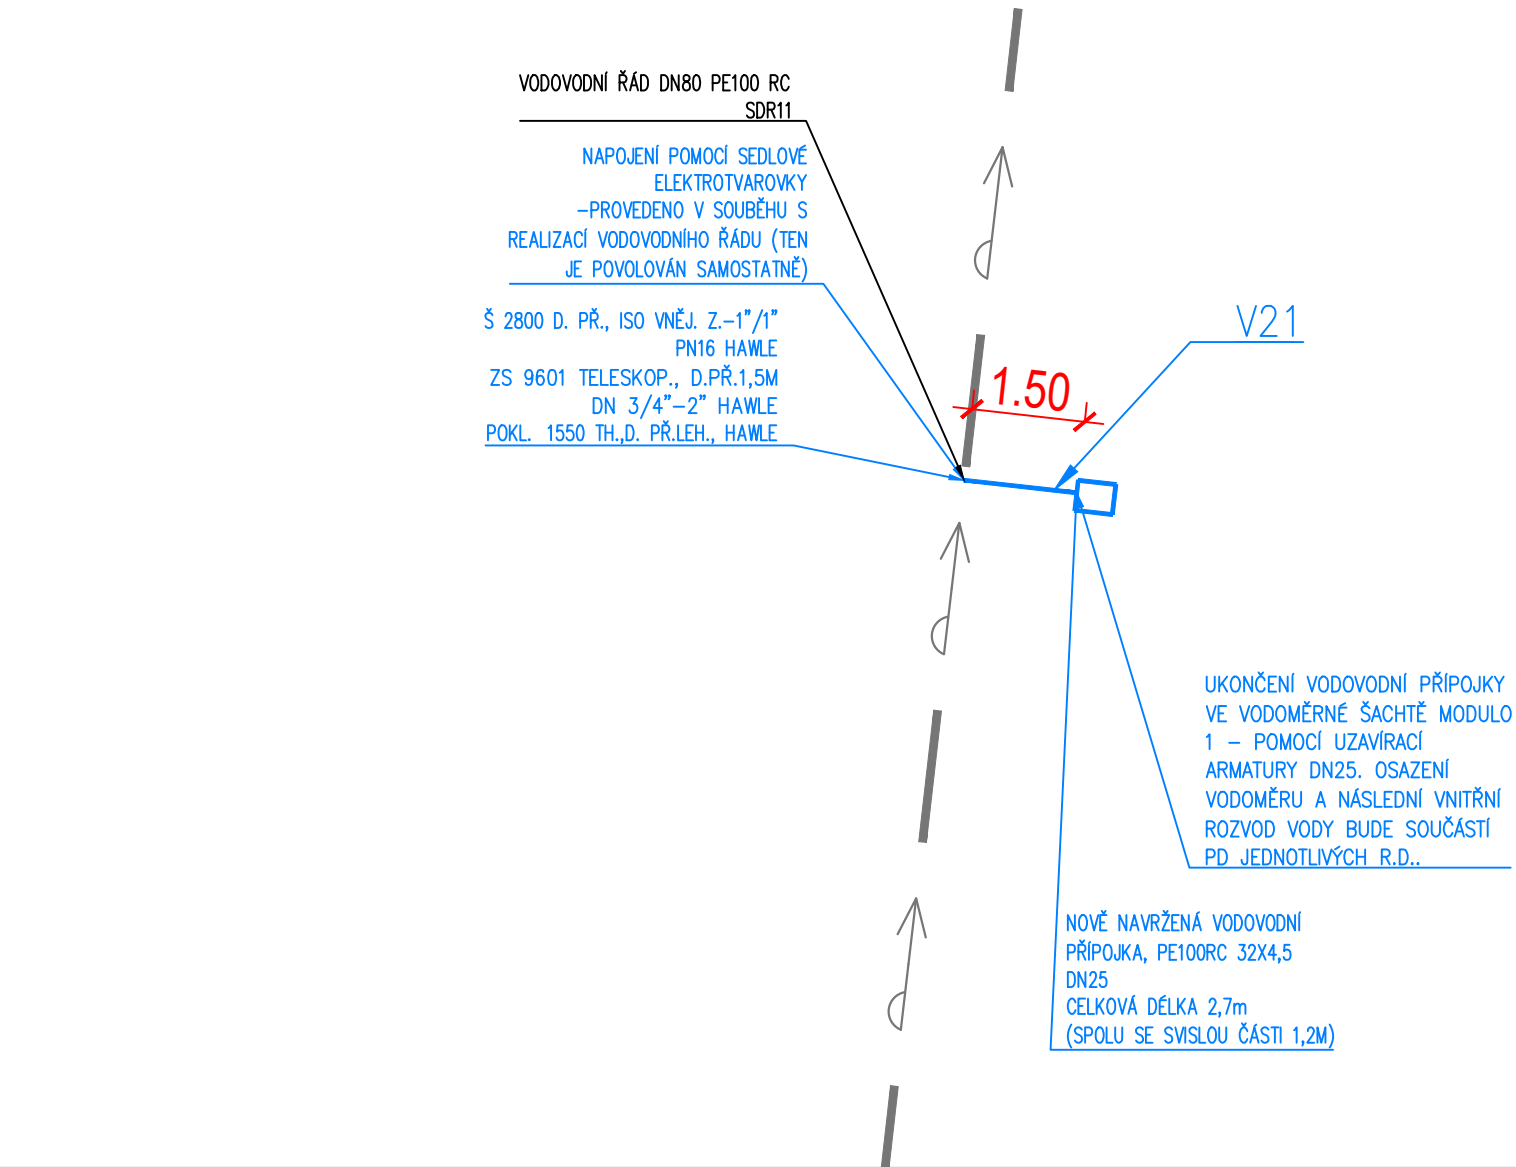 VODOVODNÍ ŘÁD DN80 PE100 RC
SDR11
NAPOJENÍ POMOCÍ SEDLOVÉ
ELEKTROTVAROVKY
-PROVEDENO V SOUBĚHU S
REALIZACÍ VODOVODNÍHO ŘÁDU (TEN
JE POVOLOVÁN SAMOSTATNĚ)
Š 2800 D. PŘ., ISO VNĚJ. Z.-1"/1"
PN16 HAWLE
ZS 9601 TELESKOP., D.PŘ.1,5M
DN 3/4"-2" HAWLE
POKL. 1550 TH.,D. PŘ.LEH., HAWLE
V21
1.50
UKONČENÍ VODOVODNÍ PŘÍPOJKY
VE VODOMĚRNÉ ŠACHTĚ MODULO
1 - POMOCÍ UZAVÍRACÍ
ARMATURY DN25. OSAZENÍ
VODOMĚRU A NÁSLEDNÍ VNITŘNÍ
ROZVOD VODY BUDE SOUČÁSTÍ
PD JEDNOTLIVÝCH R.D..
NOVĚ NAVRŽENÁ VODOVODNÍ
PŘÍPOJKA, PE100RC 32X4,5
DN25
CELKOVÁ DÉLKA 2,7m
(SPOLU SE SVISLOU ČÁSTI 1,2M)